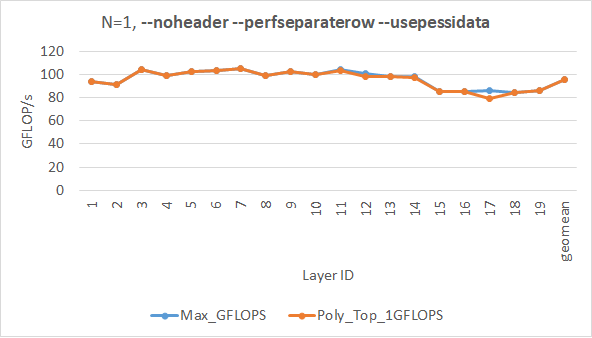 N=1, --noheader --perfseparaterow --usepessidata
120
100
80
60
40
20
0
GFLOP/s
1 2 3 4 5 6 7 8 9 10 11 12 13 14 15 16 17 18 19 geomean
Layer ID
Max_GFLOPS Poly_Top_1GFLOPS